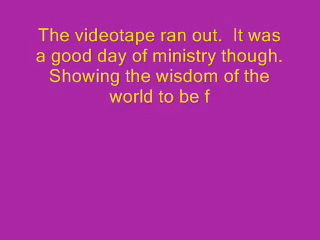 The videotape ran out.  It was
a good day of ministry though.
Showing the wisdom of the
world to be f